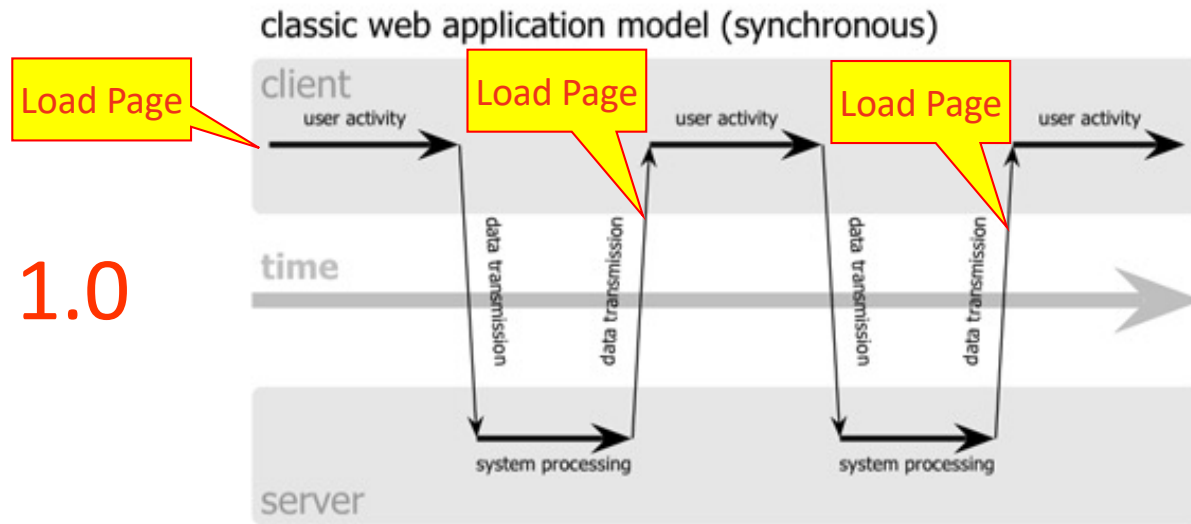 classic web application model (synchronous)
client
Load Page
Load Page
Load Page
user activity
user activity
user activity
data transmission
data transmission
data transmission
data transmission
time
1.0
system processing
system processing
server